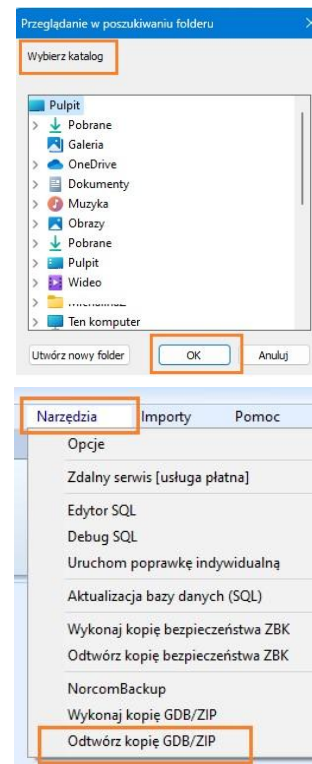 Przeglądanie w poszukiwaniu folderu
Wybierz katalog
Pulpit
Pobrane
Galeria
OneDrive
Dokumenty
Muzyka
Obrazy
Pobrane
Pulpit
Wideo
Ten komputer
Utwórz nowy folder OK Anuluj
Narzędzia Importy Pomoc
Opcje
Zdalny serwis [usługa płatna]
Edytor SQL
Debug SQL
Uruchom poprawkę indywidualną
Aktualizacja bazy danych (SQL)
Wykonaj kopię bezpieczeństwa ZBK
Odtwórz kopię bezpieczeństwa ZBK
NorcomBackup
Wykonaj kopię GDB/ZIP
Odtwórz kopię GDB/ZIP